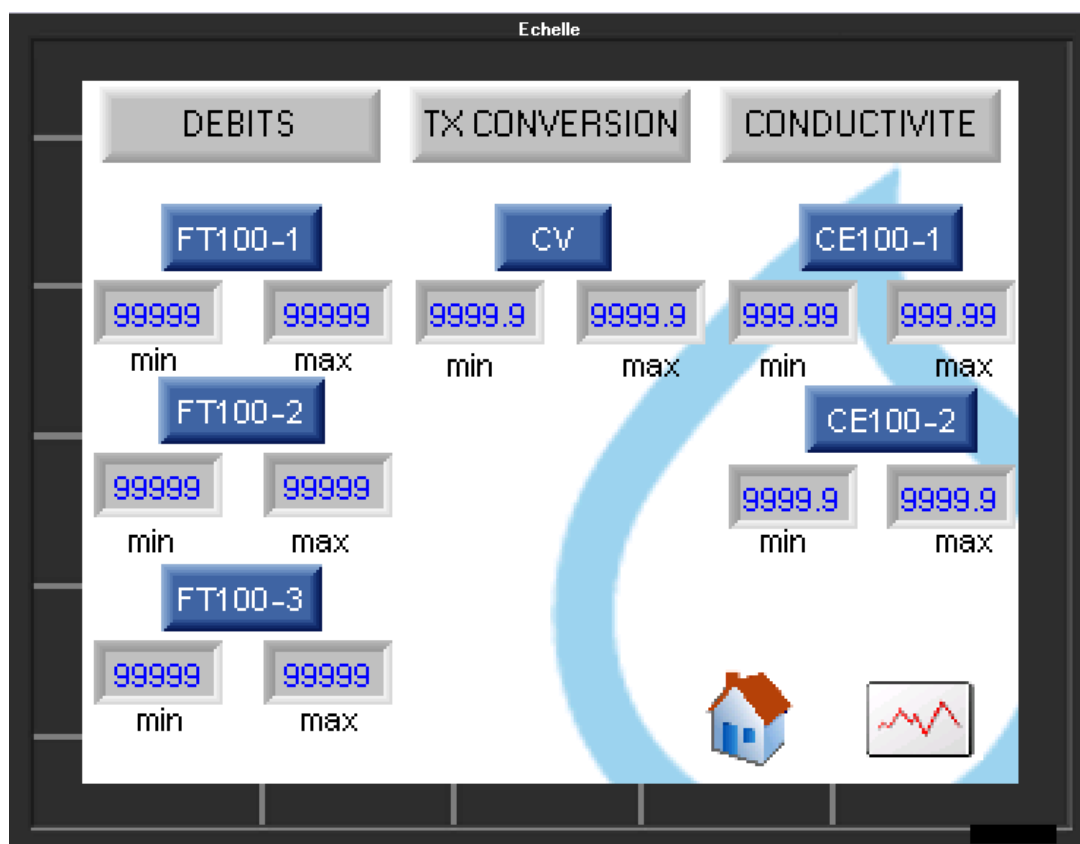 Echelle
DEBITS TX CONVERSION CONDUCTIVITE
FT100-1 CV CE100-1
99999 99999 9999.9 9999.9 999.99 999.99
min max min max min max
FT100-2 CE100-2
99999 99999 9999.9 9999.9
min max min max
FT100-3
99999 99999
min max